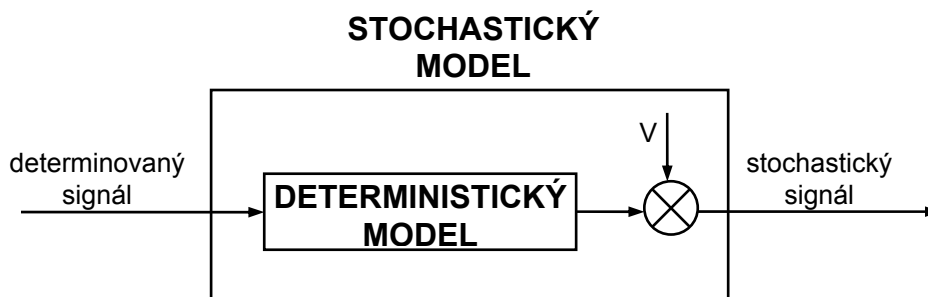 STOCHASTICKÝ
MODEL
V
determinovaný
signál
stochastický
signál
DETERMINISTICKÝ
MODEL